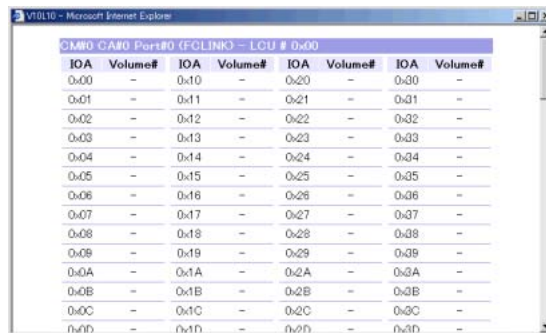 V10L10 - Microsoft Internet Explorer
CM#0 CA#0 Port#0 (FCLINK) - LCU # 0x00
IOA Volume# IOA Volume# IOA Volume# IOA Volume#
0x00 - 0x10 - 0x20 - 0x30 -
0x01 - 0x11 - 0x21 - 0x31 -
0x02 - 0x12 - 0x22 - 0x32 -
0x03 - 0x13 - 0x23 - 0x33 -
0x04 - 0x14 - 0x24 - 0x34 -
0x05 - 0x15 - 0x25 - 0x35 -
0x06 - 0x16 - 0x26 - 0x36 -
0x07 - 0x17 - 0x27 - 0x37 -
0x08 - 0x18 - 0x28 - 0x38 -
0x09 - 0x19 - 0x29 - 0x39 -
0x0A - 0x1A - 0x2A - 0x3A -
0x0B - 0x1B - 0x2B - 0x3B -
0x0C - 0x1C - 0x2C - 0x3C -
0x0D - 0x1D - 0x2D - 0x3D -